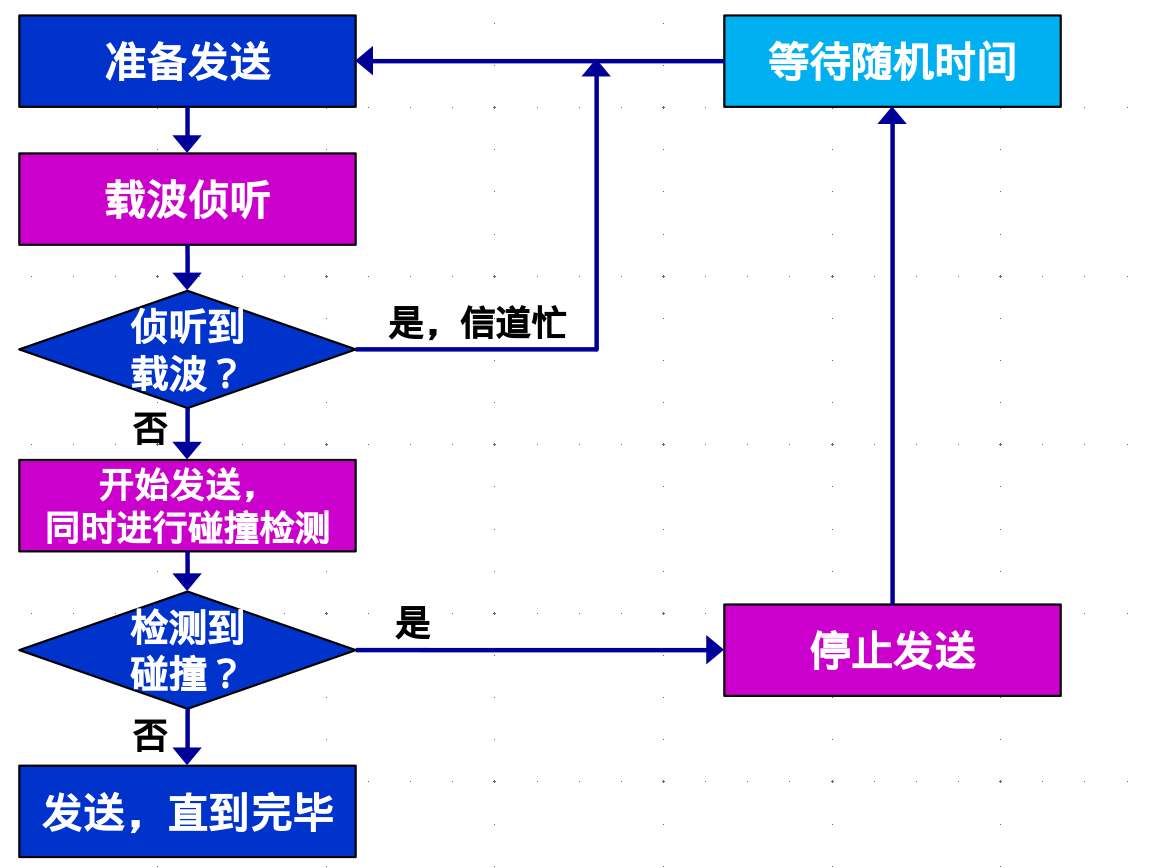 准备发送
等待随机时间
载波侦听
侦听到
载波？
是，信道忙
否
开始发送，
同时进行碰撞检测
检测到
碰撞？
是
停止发送
否
发送，直到完毕